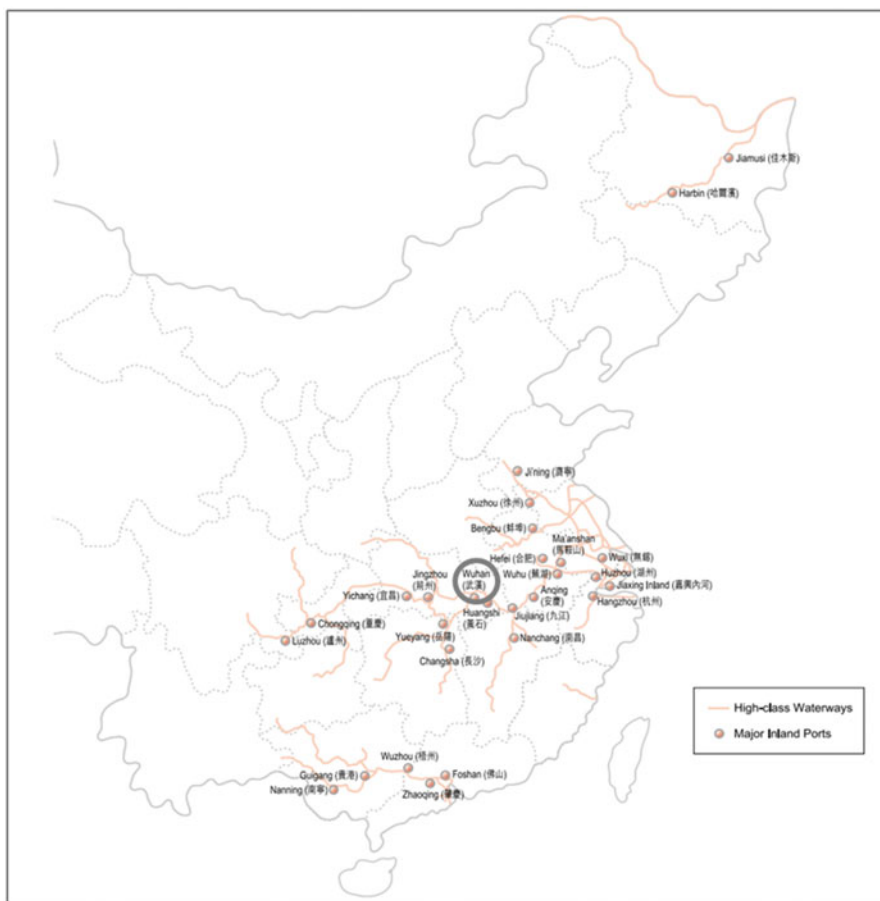 Jiamusi (佳木斯)
Harbin (哈爾濱)
Ji'ning (濟寧)
Xuzhou (徐州)
Bengbu (蚌埠)
Ma'anshan
(馬鞍山)
Hefei (合肥)
Wuxi (無錫)
Wuhu (蕪湖)
Huzhou (湖州)
Jiaxing Inland (嘉興內河)
Hangzhou (杭州)
Anqing
(安慶)
Wuhan
(武漢)
Jingzhou
(荊州)
Yichang (宜昌)
Huangshi
(黃石)
Jiujiang (九江)
Chongqing (重慶)
Luzhou (瀘州)
Yueyang (岳陽)
Nanchang (南昌)
Changsha (長沙)
High-class Waterways
Major Inland Ports
Wuzhou (梧州)
Guigang (貴港)
Foshan (佛山)
Nanning (南寧)
Zhaoqing (肇慶)